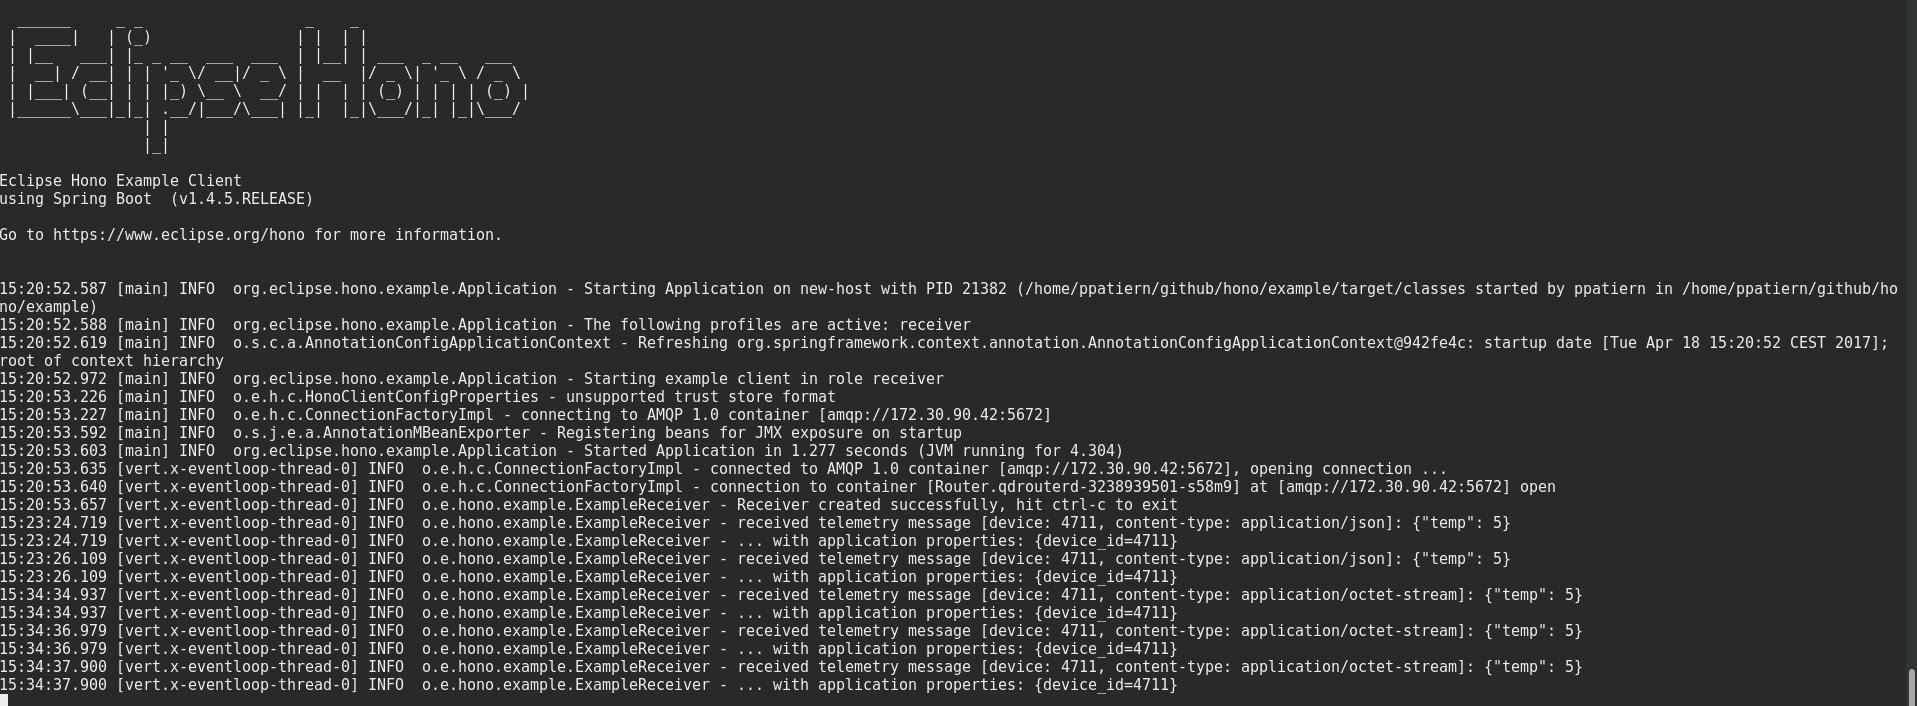 Eclipse Hono
Eclipse Hono Example Client
using Spring Boot  (v1.4.5.RELEASE)
Go to https://www.eclipse.org/hono for more information.
15:20:52.587 [main] INFO  org.eclipse.hono.example.Application - Starting Application on new-host with PID 21382 (/home/ppatiern/github/hono/example/target/classes started by ppatiern in /home/ppatiern/github/ho
no/example)
15:20:52.588 [main] INFO  org.eclipse.hono.example.Application - The following profiles are active: receiver
15:20:52.619 [main] INFO  o.s.c.a.AnnotationConfigApplicationContext - Refreshing org.springframework.context.annotation.AnnotationConfigApplicationContext@942fe4c: startup date [Tue Apr 18 15:20:52 CEST 2017];
root of context hierarchy
15:20:52.972 [main] INFO  org.eclipse.hono.example.Application - Starting example client in role receiver
15:20:53.226 [main] INFO  o.e.h.c.HonoClientConfigProperties - unsupported trust store format
15:20:53.227 [main] INFO  o.e.h.c.ConnectionFactoryImpl - connecting to AMQP 1.0 container [amqp://172.30.90.42:5672]
15:20:53.592 [main] INFO  o.s.j.e.a.AnnotationMBeanExporter - Registering beans for JMX exposure on startup
15:20:53.603 [main] INFO  org.eclipse.hono.example.Application - Started Application in 1.277 seconds (JVM running for 4.304)
15:20:53.635 [vert.x-eventloop-thread-0] INFO  o.e.h.c.ConnectionFactoryImpl - connected to AMQP 1.0 container [amqp://172.30.90.42:5672], opening connection ...
15:20:53.640 [vert.x-eventloop-thread-0] INFO  o.e.h.c.ConnectionFactoryImpl - connection to container [Router.qdrouterd-3238939501-s58m9] at [amqp://172.30.90.42:5672] open
15:20:53.657 [vert.x-eventloop-thread-0] INFO  o.e.hono.example.ExampleReceiver - Receiver created successfully, hit ctrl-c to exit
15:23:24.719 [vert.x-eventloop-thread-0] INFO  o.e.hono.example.ExampleReceiver - received telemetry message [device: 4711, content-type: application/json]: {"temp": 5}
15:23:24.719 [vert.x-eventloop-thread-0] INFO  o.e.hono.example.ExampleReceiver - ... with application properties: {device_id=4711}
15:23:26.109 [vert.x-eventloop-thread-0] INFO  o.e.hono.example.ExampleReceiver - received telemetry message [device: 4711, content-type: application/json]: {"temp": 5}
15:23:26.109 [vert.x-eventloop-thread-0] INFO  o.e.hono.example.ExampleReceiver - ... with application properties: {device_id=4711}
15:34:34.937 [vert.x-eventloop-thread-0] INFO  o.e.hono.example.ExampleReceiver - received telemetry message [device: 4711, content-type: application/octet-stream]: {"temp": 5}
15:34:34.937 [vert.x-eventloop-thread-0] INFO  o.e.hono.example.ExampleReceiver - ... with application properties: {device_id=4711}
15:34:36.979 [vert.x-eventloop-thread-0] INFO  o.e.hono.example.ExampleReceiver - received telemetry message [device: 4711, content-type: application/octet-stream]: {"temp": 5}
15:34:36.979 [vert.x-eventloop-thread-0] INFO  o.e.hono.example.ExampleReceiver - ... with application properties: {device_id=4711}
15:34:37.900 [vert.x-eventloop-thread-0] INFO  o.e.hono.example.ExampleReceiver - received telemetry message [device: 4711, content-type: application/octet-stream]: {"temp": 5}
15:34:37.900 [vert.x-eventloop-thread-0] INFO  o.e.hono.example.ExampleReceiver - ... with application properties: {device_id=4711}